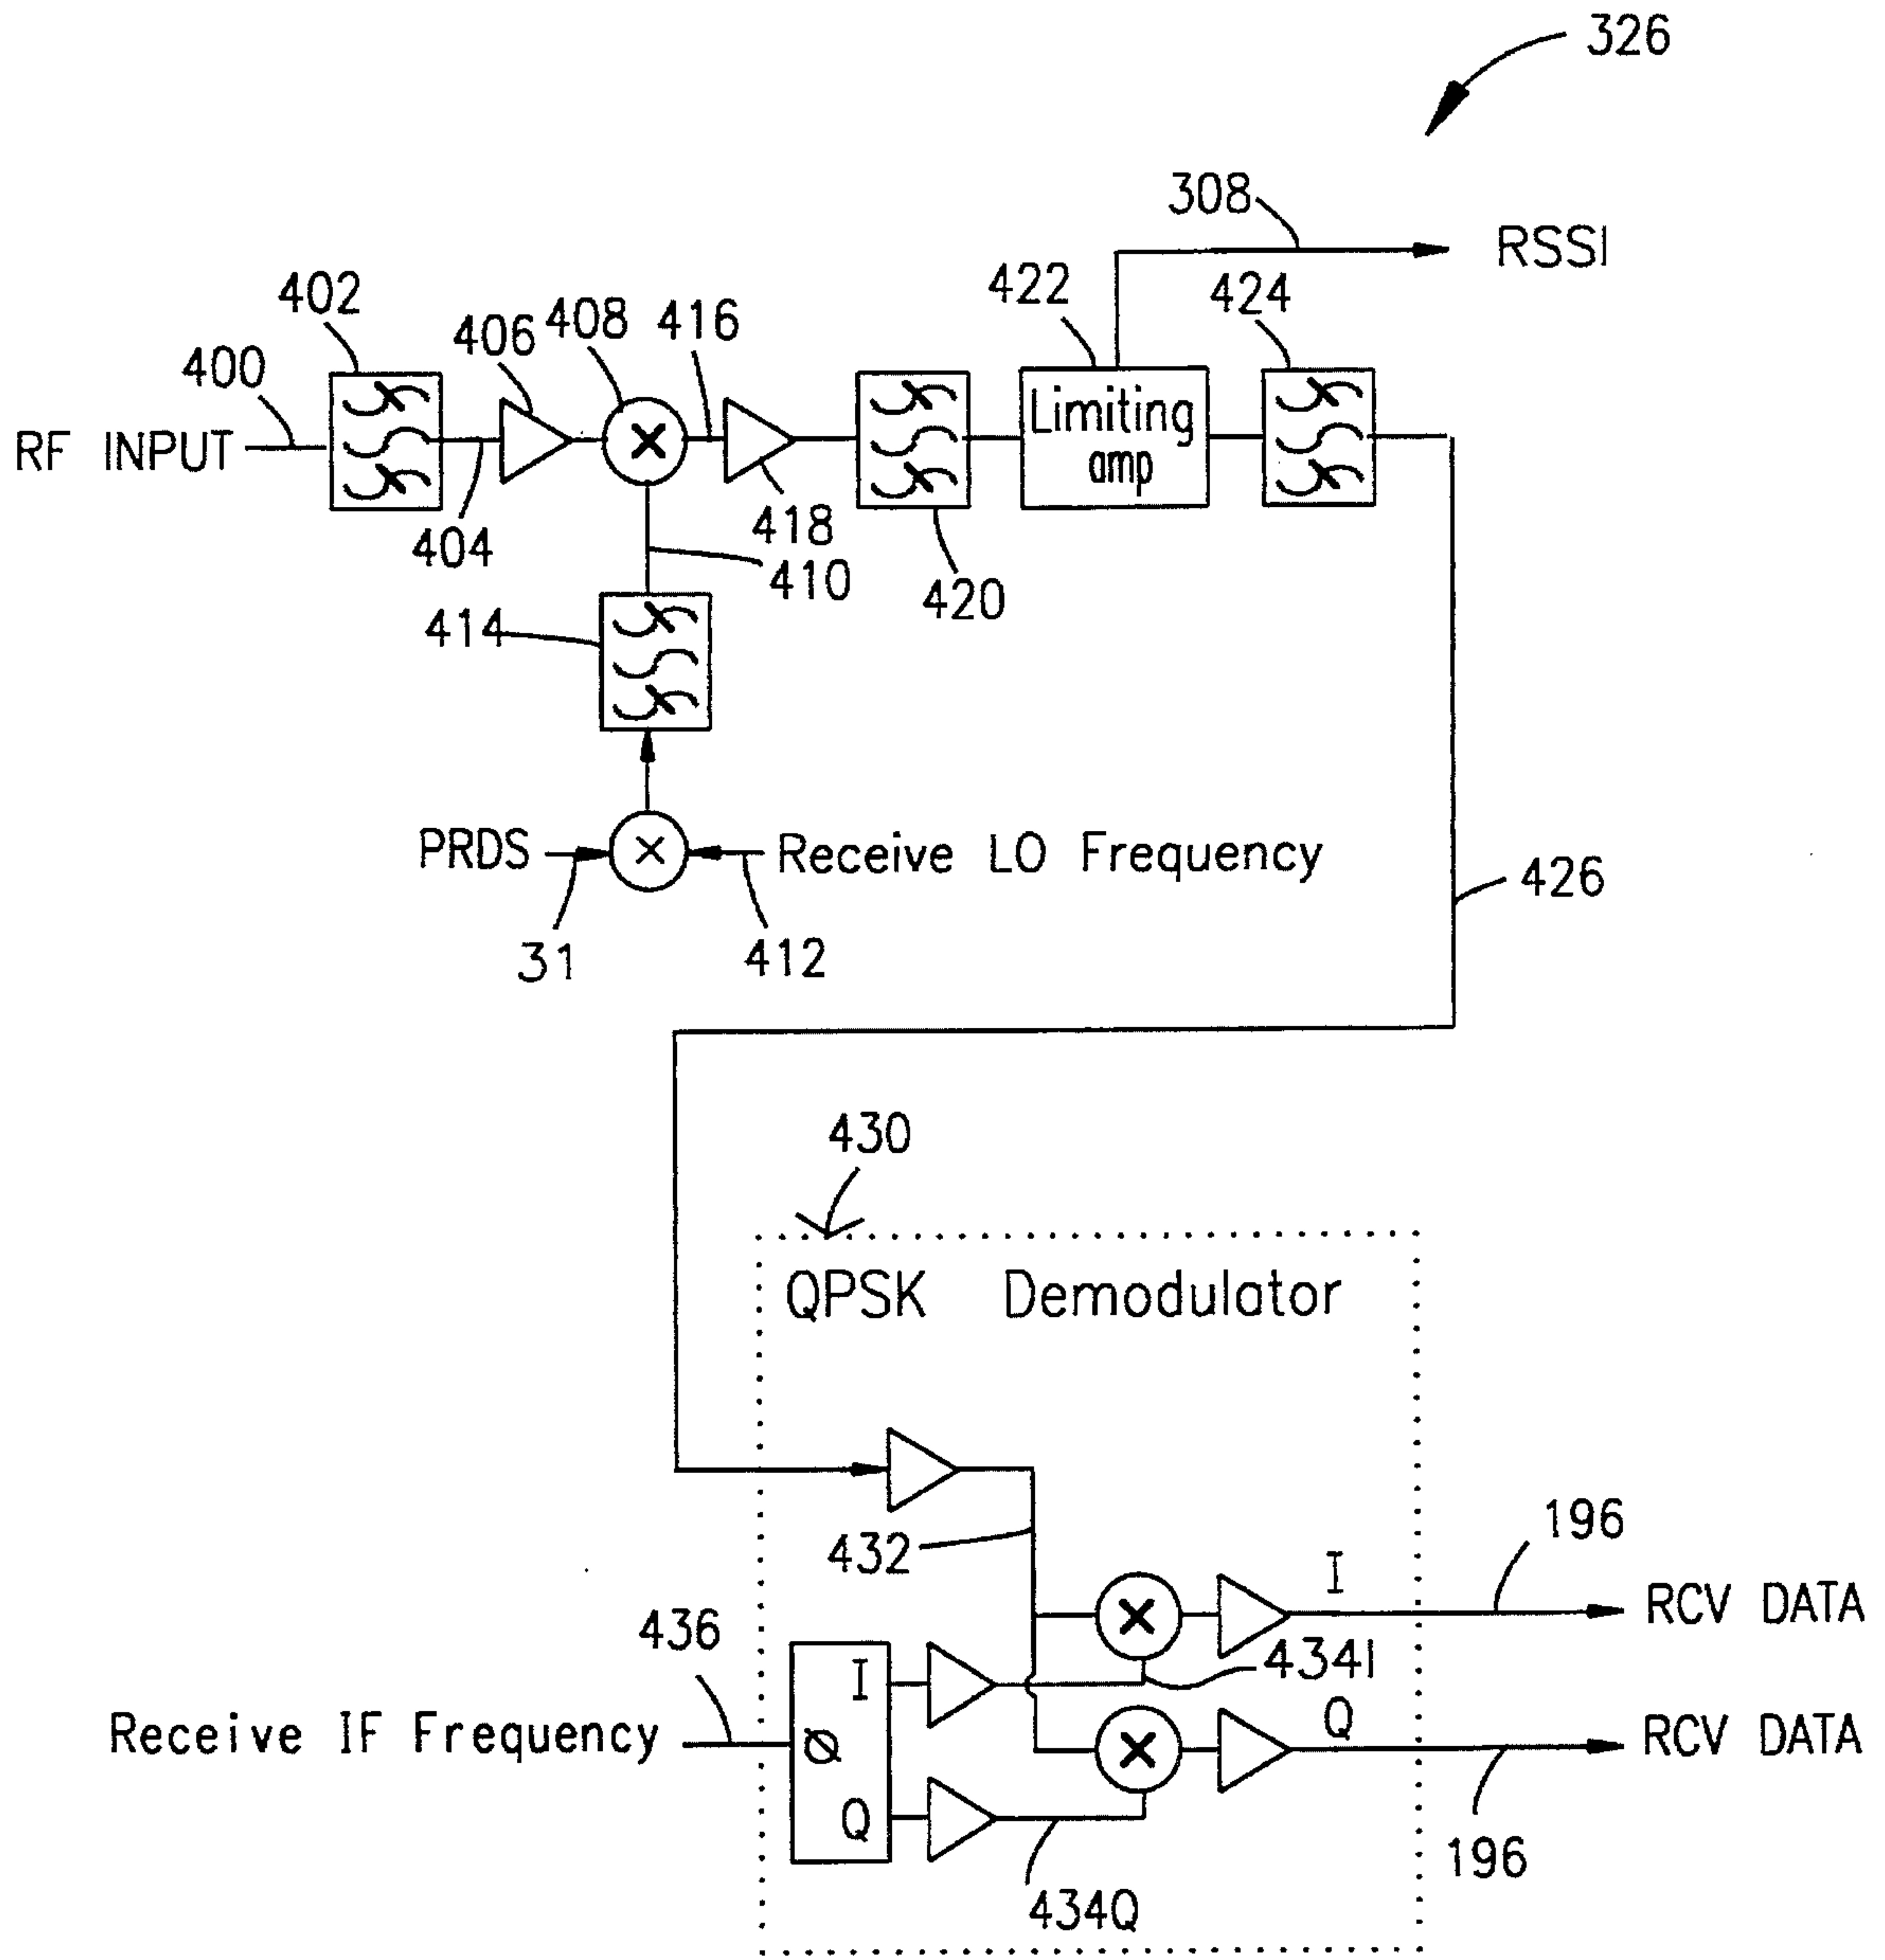 326
308
RSSI
402
422
424
406
408
416
400
RF INPUT
Limiting
amp
404
418
410
420
414
PRDS
Receive LO Frequency
426
31
412
430
QPSK Demodulator
432
196
I
RCV DATA
436
I
434I
Q
Receive IF Frequency
Ø
RCV DATA
Q
196
434Q